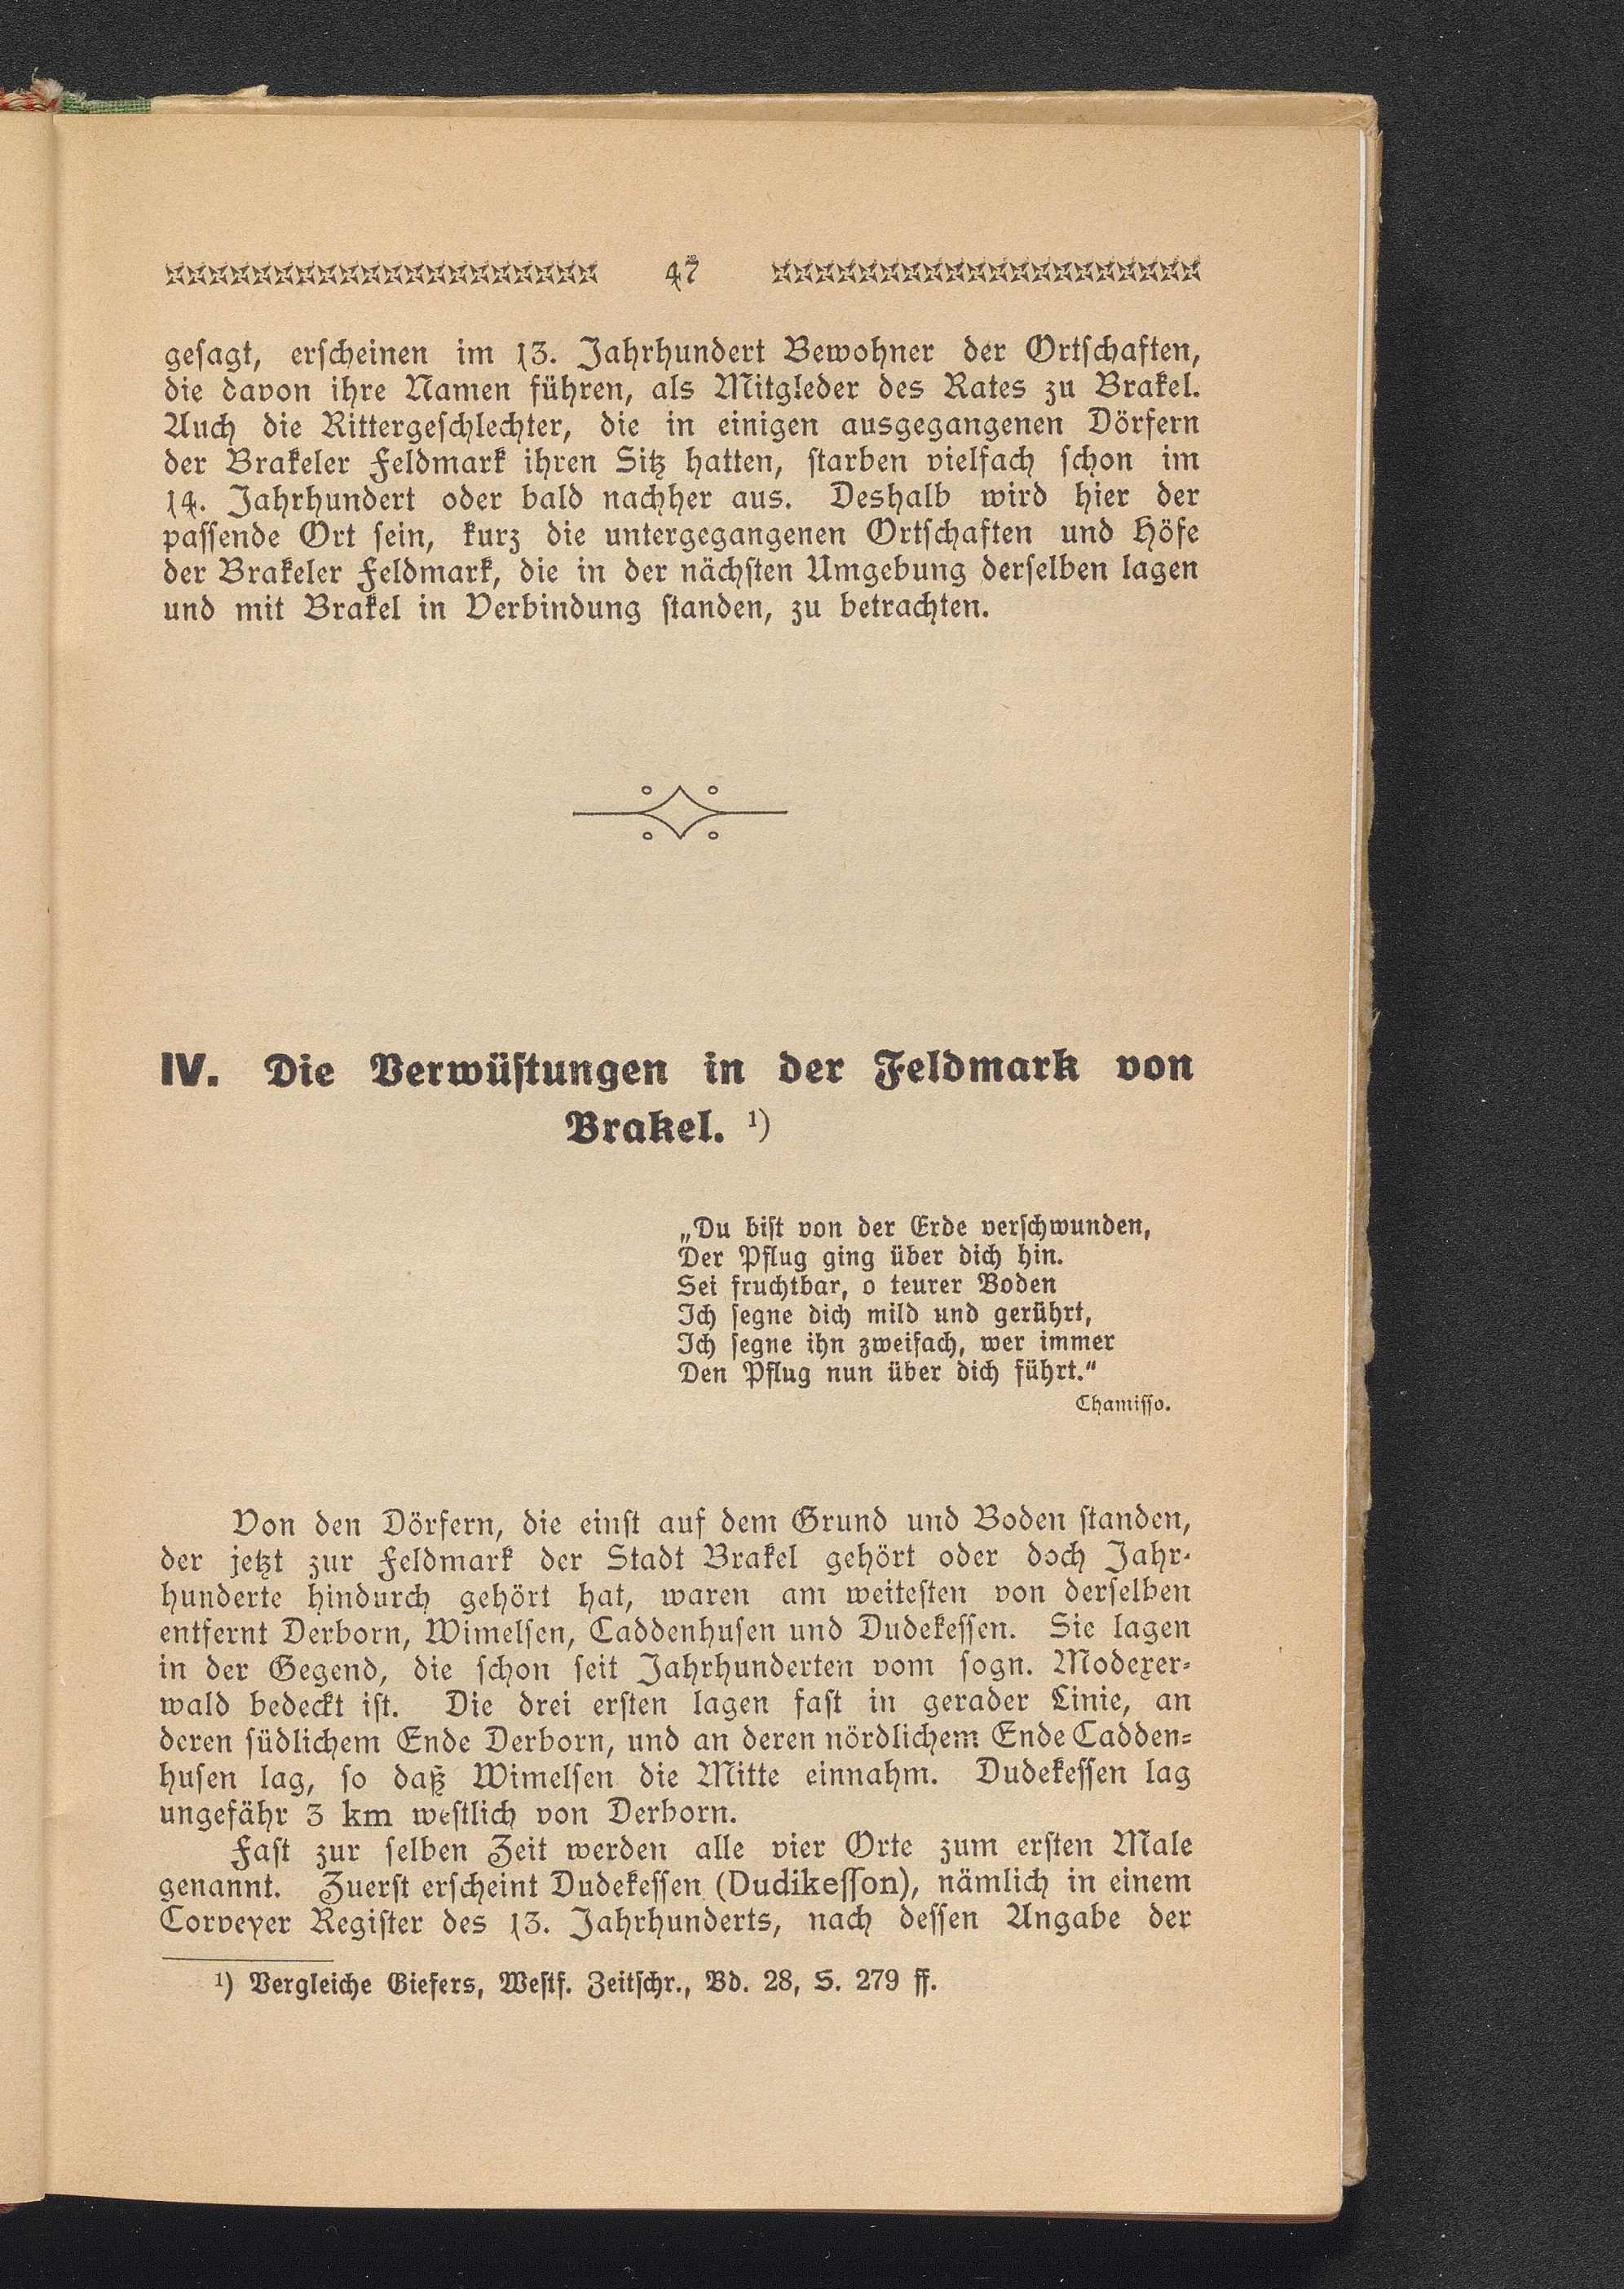 47
gesagt, erscheinen im 13. Jahrhundert Bewohner der Ortschaften,
die davon ihre Namen führen, als Mitgleder des Rates zu Brakel.
Auch die Rittergeschlechter, die in einigen ausgegangenen Dörfern
der Brakeler Feldmark ihren Sitz hatten, starben vielfach schon im
14. Jahrhundert oder bald nachher aus. Deshalb wird hier der
passende Ort sein, kurz die untergegangenen Ortschaften und Höfe
der Brakeler Feldmark, die in der nächsten Umgebung derselben lagen
und mit Brakel in Verbindung standen, zu betrachten.
IV. Die Verwüstungen in der Feldmark von
Brakel. ¹)
„Du bist von der Erde verschwunden,
Der Pflug ging über dich hin.
Sei fruchtbar, o teurer Boden
Ich segne dich mild und gerührt,
Ich segne ihn zweifach, wer immer
Den Pflug nun über dich führt.“
Chamisso.
Von den Dörfern, die einst auf dem Grund und Boden standen,
der jetzt zur Feldmark der Stadt Brakel gehört oder doch Jahr-
hunderte hindurch gehört hat, waren am weitesten von derselben
entfernt Derborn, Wimelsen, Caddenhusen und Dudekessen. Sie lagen
in der Gegend, die schon seit Jahrhunderten vom sogn. Modexer-
wald bedeckt ist. Die drei ersten lagen fast in gerader Linie, an
deren südlichem Ende Derborn, und an deren nördlichem Ende Cadden-
husen lag, so daß Wimelsen die Mitte einnahm. Dudekessen lag
ungefähr 3 km westlich von Derborn.
Fast zur selben Zeit werden alle vier Orte zum ersten Male
genannt. Zuerst erscheint Dudekessen (Dudikeſſon), nämlich in einem
Corveyer Register des 13. Jahrhunderts, nach dessen Angabe der
¹) Vergleiche Giefers, Westf. Zeitschr., Bd. 28, S. 279 ff.